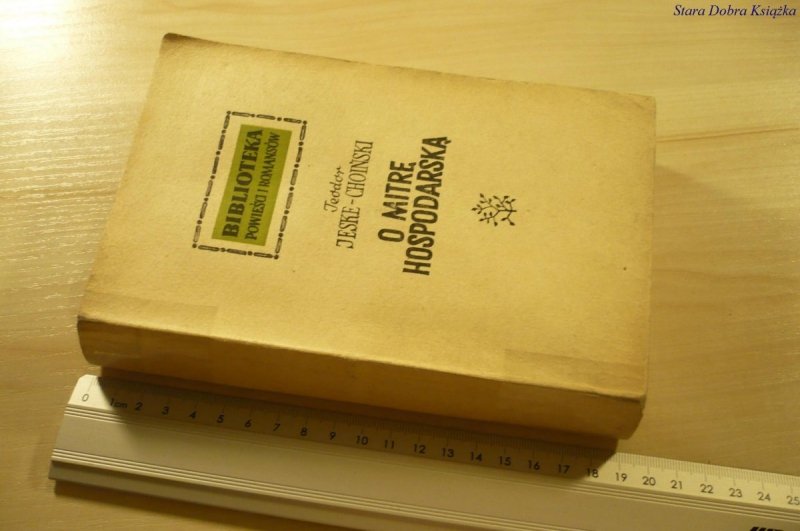 Stara Dobra Książka
BIBLIOTEKA
POWIEŚCI I ROMANSÓW
Teodor
JESKE-CHOIŃSKI
O MITRĘ
HOSPODARSKĄ
0 1cm 2 3 4 5 6 7 8 9 10 11 12 13 14 15 16 17 18 19 20 21 22 23 24 25